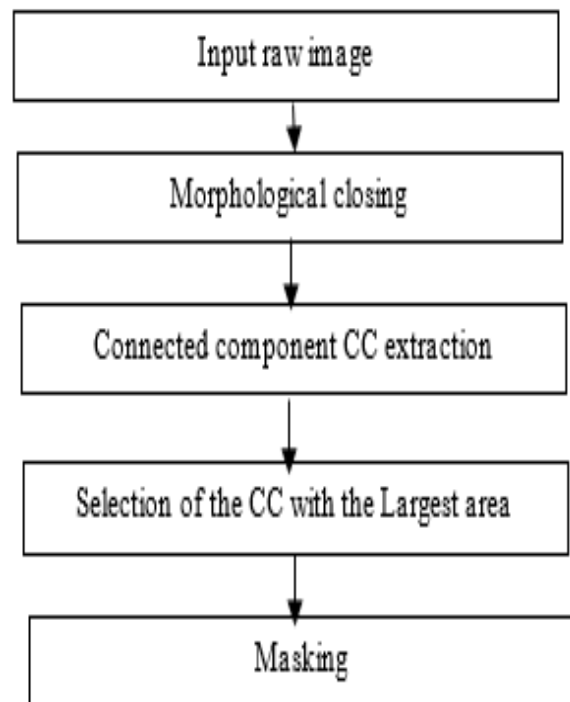 Input raw image
Morphological closing
Connected component CC extraction
Selection of the CC with the Largest area
Masking